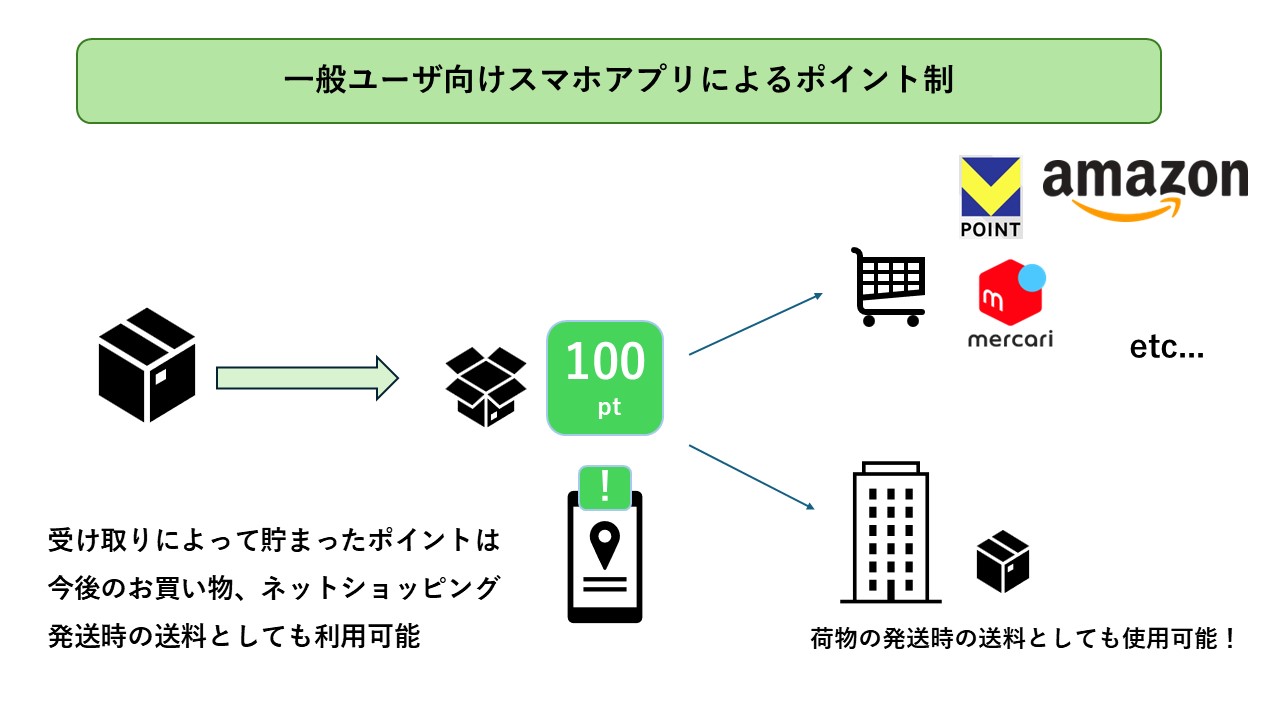 一般ユーザ向けスマホアプリによるポイント制
POINT
amazon
m
mercari
etc...
100
pt
!
受け取りによって貯まったポイントは
今後のお買い物、ネットショッピング
発送時の送料としても利用可能
荷物の発送時の送料としても使用可能！